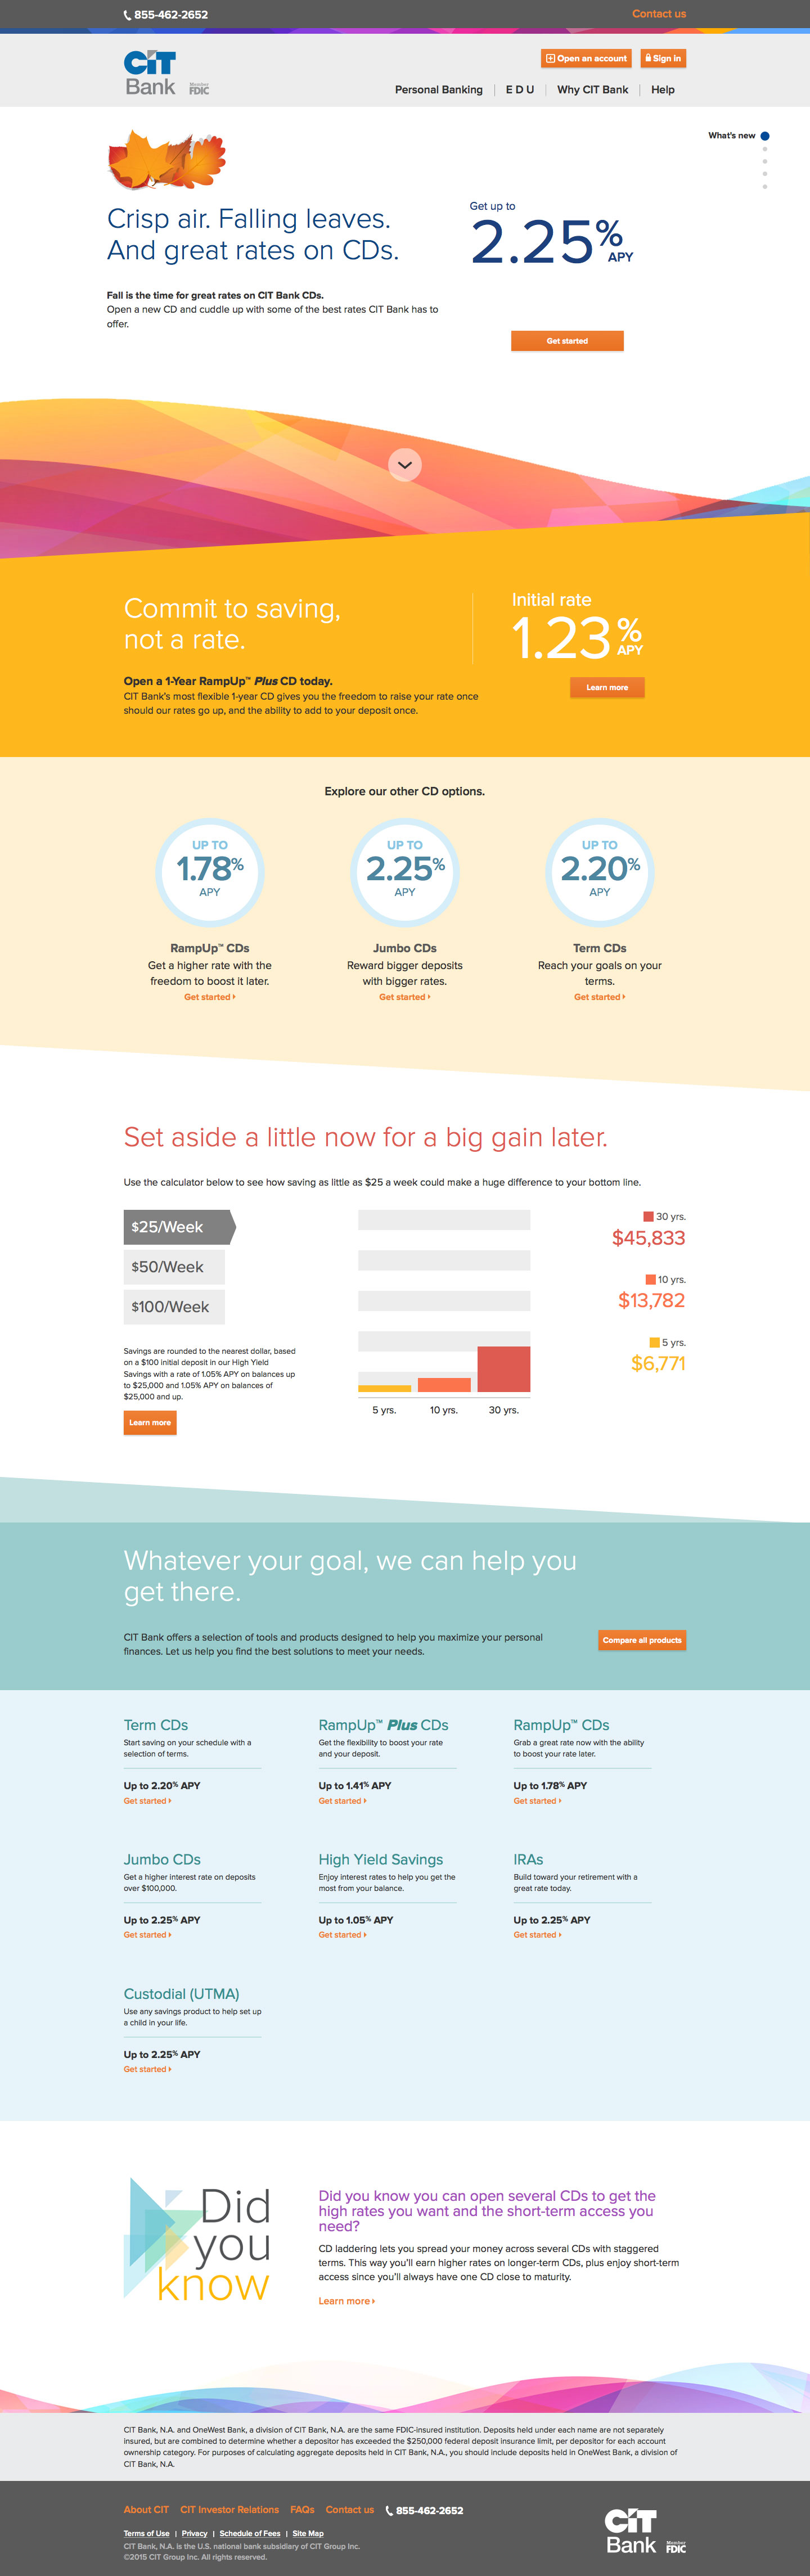 855-462-2652
Contact us
CIT
Bank
Member
FDIC
Open an account
Sign in
Personal Banking
E D U
Why CIT Bank
Help
What's new
Crisp air. Falling leaves.
And great rates on CDs.
Get up to
2.25%
APY
Fall is the time for great rates on CIT Bank CDs.
Open a new CD and cuddle up with some of the best rates CIT Bank has to
offer.
Get started
Commit to saving,
not a rate.
Initial rate
1.23%
APY
Open a 1-Year RampUp™ Plus CD today.
CIT Bank's most flexible 1-year CD gives you the freedom to raise your rate once
should our rates go up, and the ability to add to your deposit once.
Learn more
Explore our other CD options.
UP TO
1.78%
APY
RampUp™ CDs
Get a higher rate with the
freedom to boost it later.
Get started
UP TO
2.25%
APY
Jumbo CDs
Reward bigger deposits
with bigger rates.
Get started
UP TO
2.20%
APY
Term CDs
Reach your goals on your
terms.
Get started
Set aside a little now for a big gain later.
Use the calculator below to see how saving as little as $25 a week could make a huge difference to your bottom line.
$25/Week
$50/Week
$100/Week
Savings are rounded to the nearest dollar, based
on a $100 initial deposit in our High Yield
Savings with a rate of 1.05% APY on balances up
to $25,000 and 1.05% APY on balances of
$25,000 and up.
Learn more
5 yrs.
10 yrs.
30 yrs.
30 yrs.
$45,833
10 yrs.
$13,782
5 yrs.
$6,771
Whatever your goal, we can help you
get there.
CIT Bank offers a selection of tools and products designed to help you maximize your personal
finances. Let us help you find the best solutions to meet your needs.
Compare all products
Term CDs
Start saving on your schedule with a
selection of terms.
Up to 2.20% APY
Get started
RampUp™ Plus CDs
Get the flexibility to boost your rate
and your deposit.
Up to 1.41% APY
Get started
RampUp™ CDs
Grab a great rate now with the ability
to boost your rate later.
Up to 1.78% APY
Get started
Jumbo CDs
Get a higher interest rate on deposits
over $100,000.
Up to 2.25% APY
Get started
High Yield Savings
Enjoy interest rates to help you get the
most from your balance.
Up to 1.05% APY
Get started
IRAs
Build toward your retirement with a
great rate today.
Up to 2.25% APY
Get started
Custodial (UTMA)
Use any savings product to help set up
a child in your life.
Up to 2.25% APY
Get started
Did
you
know
Did you know you can open several CDs to get the
high rates you want and the short-term access you
need?
CD laddering lets you spread your money across several CDs with staggered
terms. This way you'll earn higher rates on longer-term CDs, plus enjoy short-term
access since you'll always have one CD close to maturity.
Learn more
CIT Bank, N.A. and OneWest Bank, a division of CIT Bank, N.A. are the same FDIC-insured institution. Deposits held under each name are not separately
insured, but are combined to determine whether a depositor has exceeded the $250,000 federal deposit insurance limit, per depositor for each account
ownership category. For purposes of calculating aggregate deposits held in CIT Bank, N.A., you should include deposits held in OneWest Bank, a division of
CIT Bank, N.A.
About CIT
CIT Investor Relations
FAQs
Contact us
855-462-2652
Terms of Use | Privacy | Schedule of Fees | Site Map
CIT Bank, N.A. is the U.S. national bank subsidiary of CIT Group Inc.
©2015 CIT Group Inc. All rights reserved.
CIT
Bank
Member
FDIC